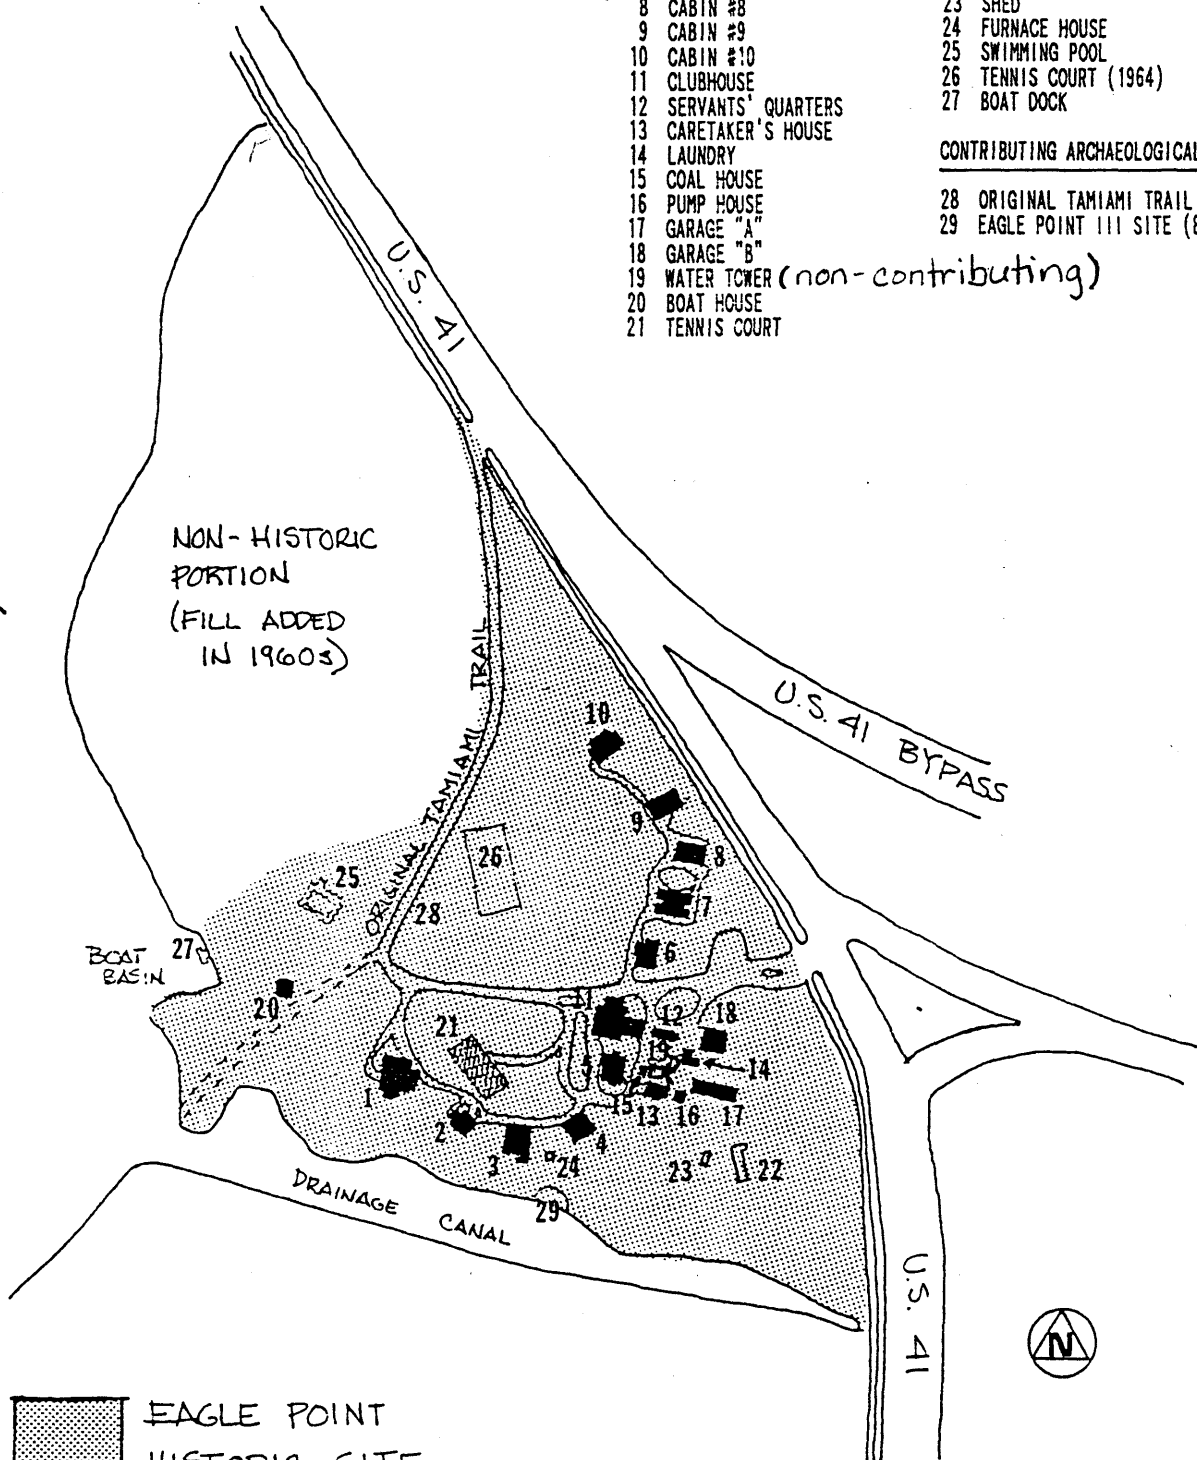 8 CABIN #8
9 CABIN #9
10 CABIN #10
11 CLUBHOUSE
12 SERVANTS' QUARTERS
13 CARETAKER'S HOUSE
14 LAUNDRY
15 COAL HOUSE
16 PUMP HOUSE
17 GARAGE "A"
18 GARAGE "B"
19 WATER TOWER (non-contributing)
20 BOAT HOUSE
21 TENNIS COURT
23 SHED
24 FURNACE HOUSE
25 SWIMMING POOL
26 TENNIS COURT (1964)
27 BOAT DOCK
CONTRIBUTING ARCHAEOLOGICAL
28 ORIGINAL TAMIAMI TRAIL
29 EAGLE POINT III SITE (8
U.S. 41
NON-HISTORIC
PORTION
(FILL ADDED
IN 1960s)
ORIGINAL TAMIAMI TRAIL
U.S. 41 BYPASS
10
9
8
26
25
7
28
6
27
BOAT
BASIN
20
11
12
18
21
19
5
14
1
15
13
16
17
2
3
4
24
23
22
29
DRAINAGE CANAL
U.S. 41
N
EAGLE POINT
HISTORIC SITE